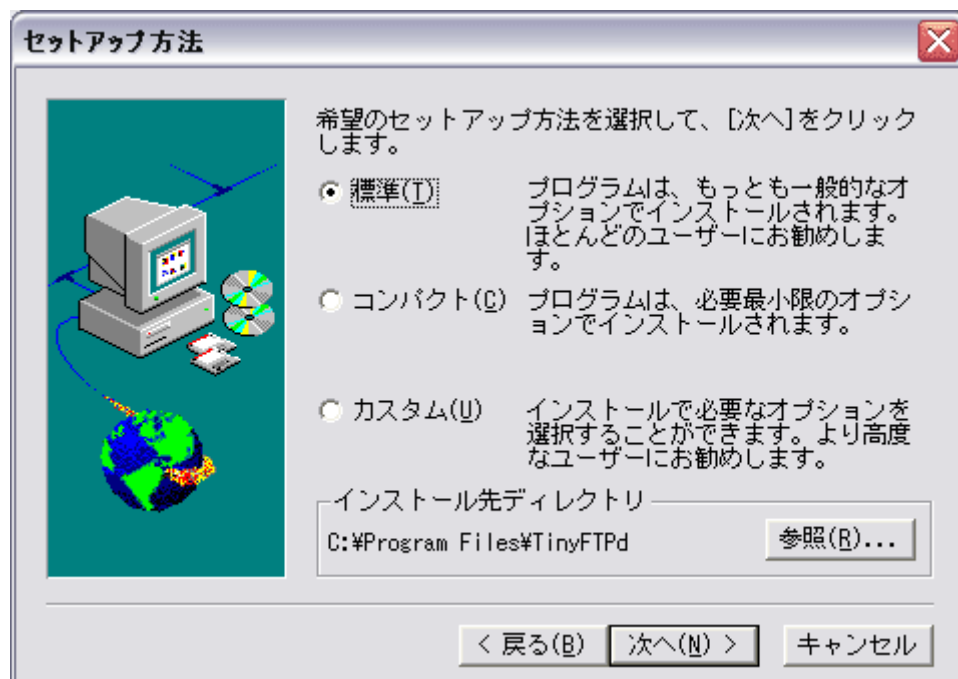 セットアップ方法
希望のセットアップ方法を選択して、[次へ]をクリック
します。
標準(T)
プログラムは、もっとも一般的なオ
プションでインストールされます。
ほとんどのユーザーにお勧めしま
す。
コンパクト(C)
プログラムは、必要最小限のオプシ
ョンでインストールされます。
カスタム(U)
インストールで必要なオプションを
選択することができます。より高度
なユーザーにお勧めします。
インストール先ディレクトリ
C:¥Program Files¥TinyFTPd
参照(R)...
< 戻る(B)
次へ(N) >
キャンセル